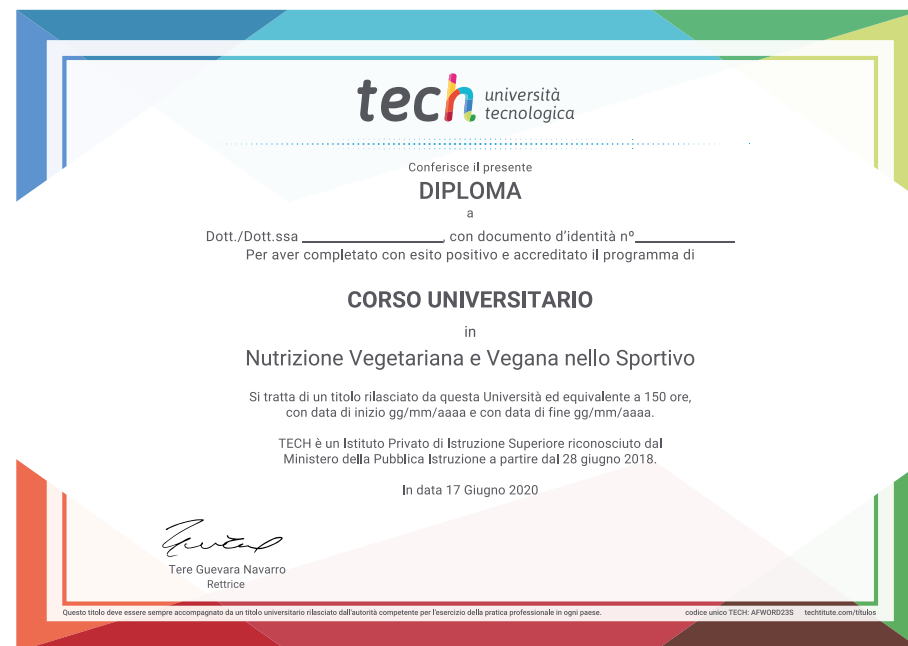 tech università
tecnologica
Conferisce il presente
DIPLOMA
a
Dott./Dott.ssa ____________________, con documento d'identità nº______________
Per aver completato con esito positivo e accreditato il programma di
CORSO UNIVERSITARIO
in
Nutrizione Vegetariana e Vegana nello Sportivo
Si tratta di un titolo rilasciato da questa Università ed equivalente a 150 ore,
con data di inizio gg/mm/aaaa e con data di fine gg/mm/aaaa.
TECH è un Istituto Privato di Istruzione Superiore riconosciuto dal
Ministero della Pubblica Istruzione a partire dal 28 giugno 2018.
In data 17 Giugno 2020
Tere Guevara Navarro
Rettrice
Questo titolo deve essere sempre accompagnato da un titolo universitario rilasciato dall'autorità competente per l'esercizio della pratica professionale in ogni paese. codice unico TECH: AFWORD23S techtitute.com/títulos